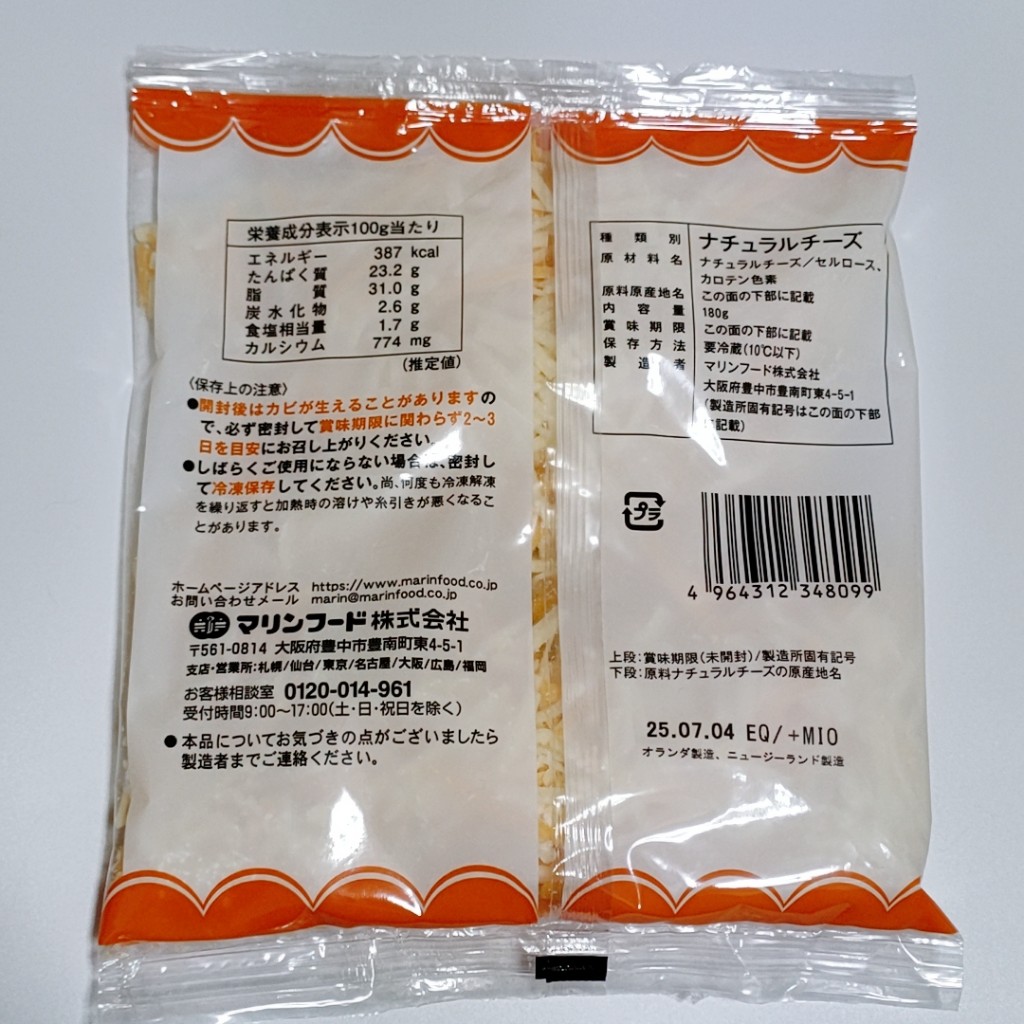 栄養成分表示100g当たり
エネルギー 387 kcal
たんぱく質 23.2 g
脂質 31.0 g
炭水化物 2.6 g
食塩相当量 1.7 g
カルシウム 774 mg
(推定値)
〈保存上の注意〉
●開封後はカビが生えることがありますの
で、必ず密封して賞味期限に関わらず2〜3
日を目安にお召し上がりください。
●しばらくご使用にならない場合は、密封し
て冷凍保存してください。尚、何度も冷凍解凍
を繰り返すと加熱時の溶けや糸引きが悪くなるこ
とがあります。
ホームページアドレス https://www.marinfood.co.jp
お問い合わせメール marin@marinfood.co.jp
マリンフード株式会社
〒561-0814 大阪府豊中市豊南町東4-5-1
支店・営業所:札幌/仙台/東京/名古屋/大阪/広島/福岡
お客様相談室 0120-014-961
受付時間9:00〜17:00(土・日・祝日を除く)
●本品についてお気づきの点がございましたら
製造者までご連絡ください。
種類別 ナチュラルチーズ
原材料名 ナチュラルチーズ/セルロース、
カロテン色素
原料原産地名 この面の下部に記載
内容量 180g
賞味期限 この面の下部に記載
保存方法 要冷蔵(10℃以下)
製造者 マリンフード株式会社
大阪府豊中市豊南町東4-5-1
(製造所固有記号はこの面の下部
に記載)
プラ
4 964312 348099
上段:賞味期限(未開封)/製造所固有記号
下段:原料ナチュラルチーズの原産地名
25.07.04 EQ/+MIO
オランダ製造、ニュージーランド製造